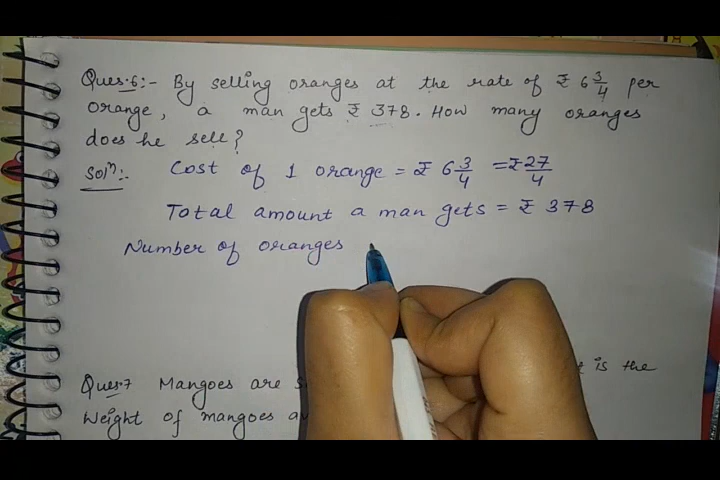 Ques.6:- By selling oranges at the rate of ₹ 6 3/4 per
orange, a man gets ₹ 378. How many oranges
does he sell?
Solⁿ:- Cost of 1 orange = ₹ 6 3/4 = ₹ 27/4
Total amount a man gets = ₹ 378
Number of oranges
Ques7 Mangoes are is the
Weight of mangoes